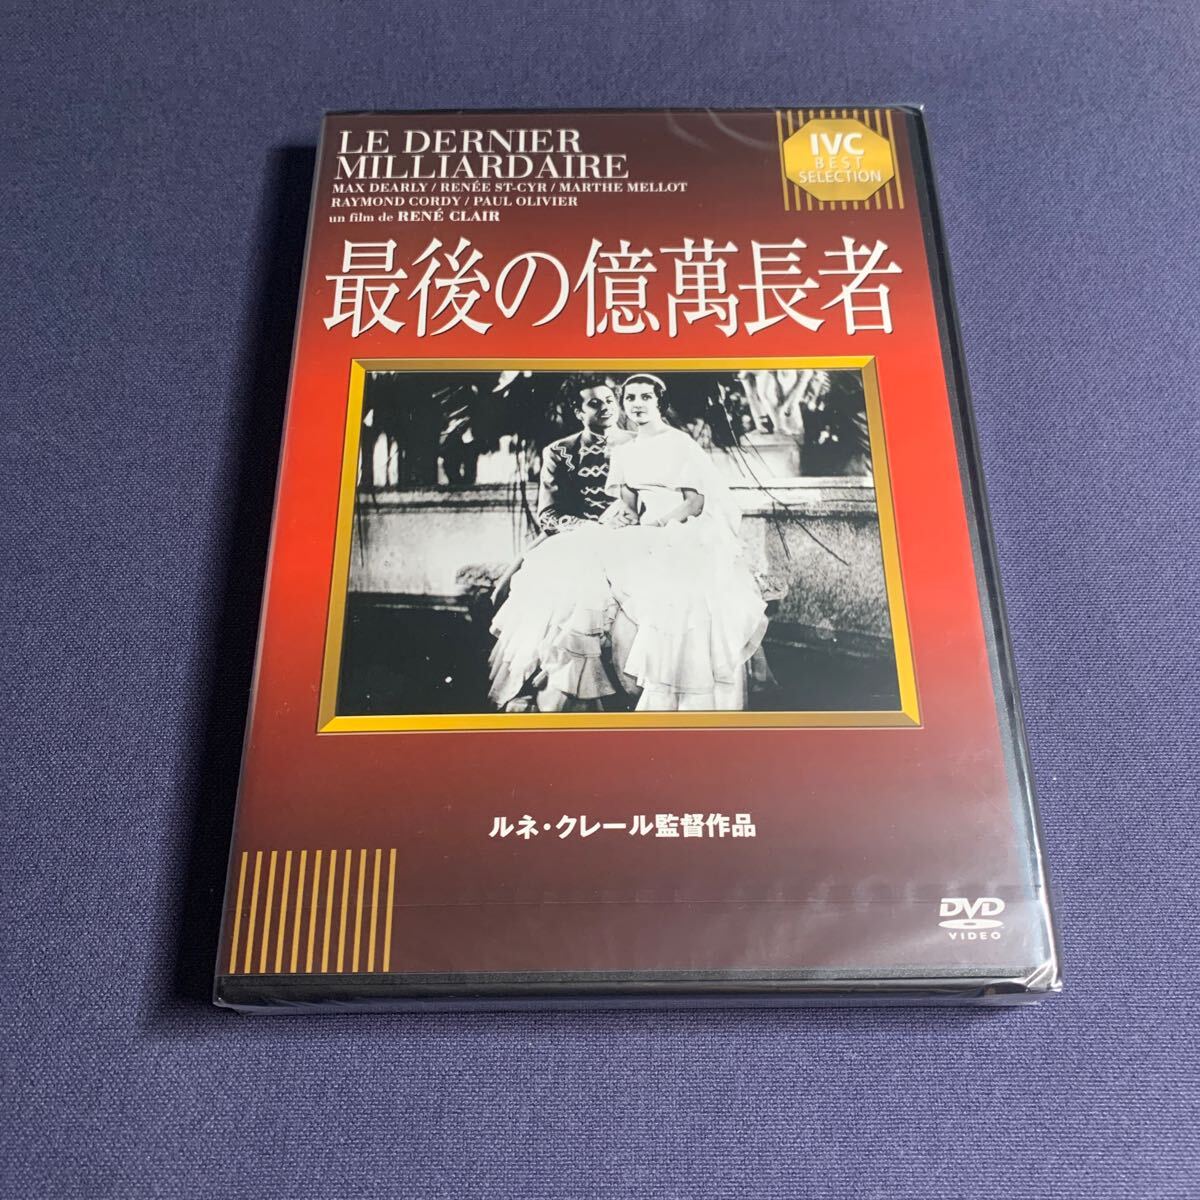 LE DERNIER
MILLIARDAIRE
MAX DEARLY / RENÉE ST-CYR / MARTHE MELLOT
RAYMOND CORDY / PAUL OLIVIER
un film de RENÉ CLAIR
IVC
BEST
SELECTION
最後の億萬長者
ルネ・クレール監督作品
DVD
VIDEO